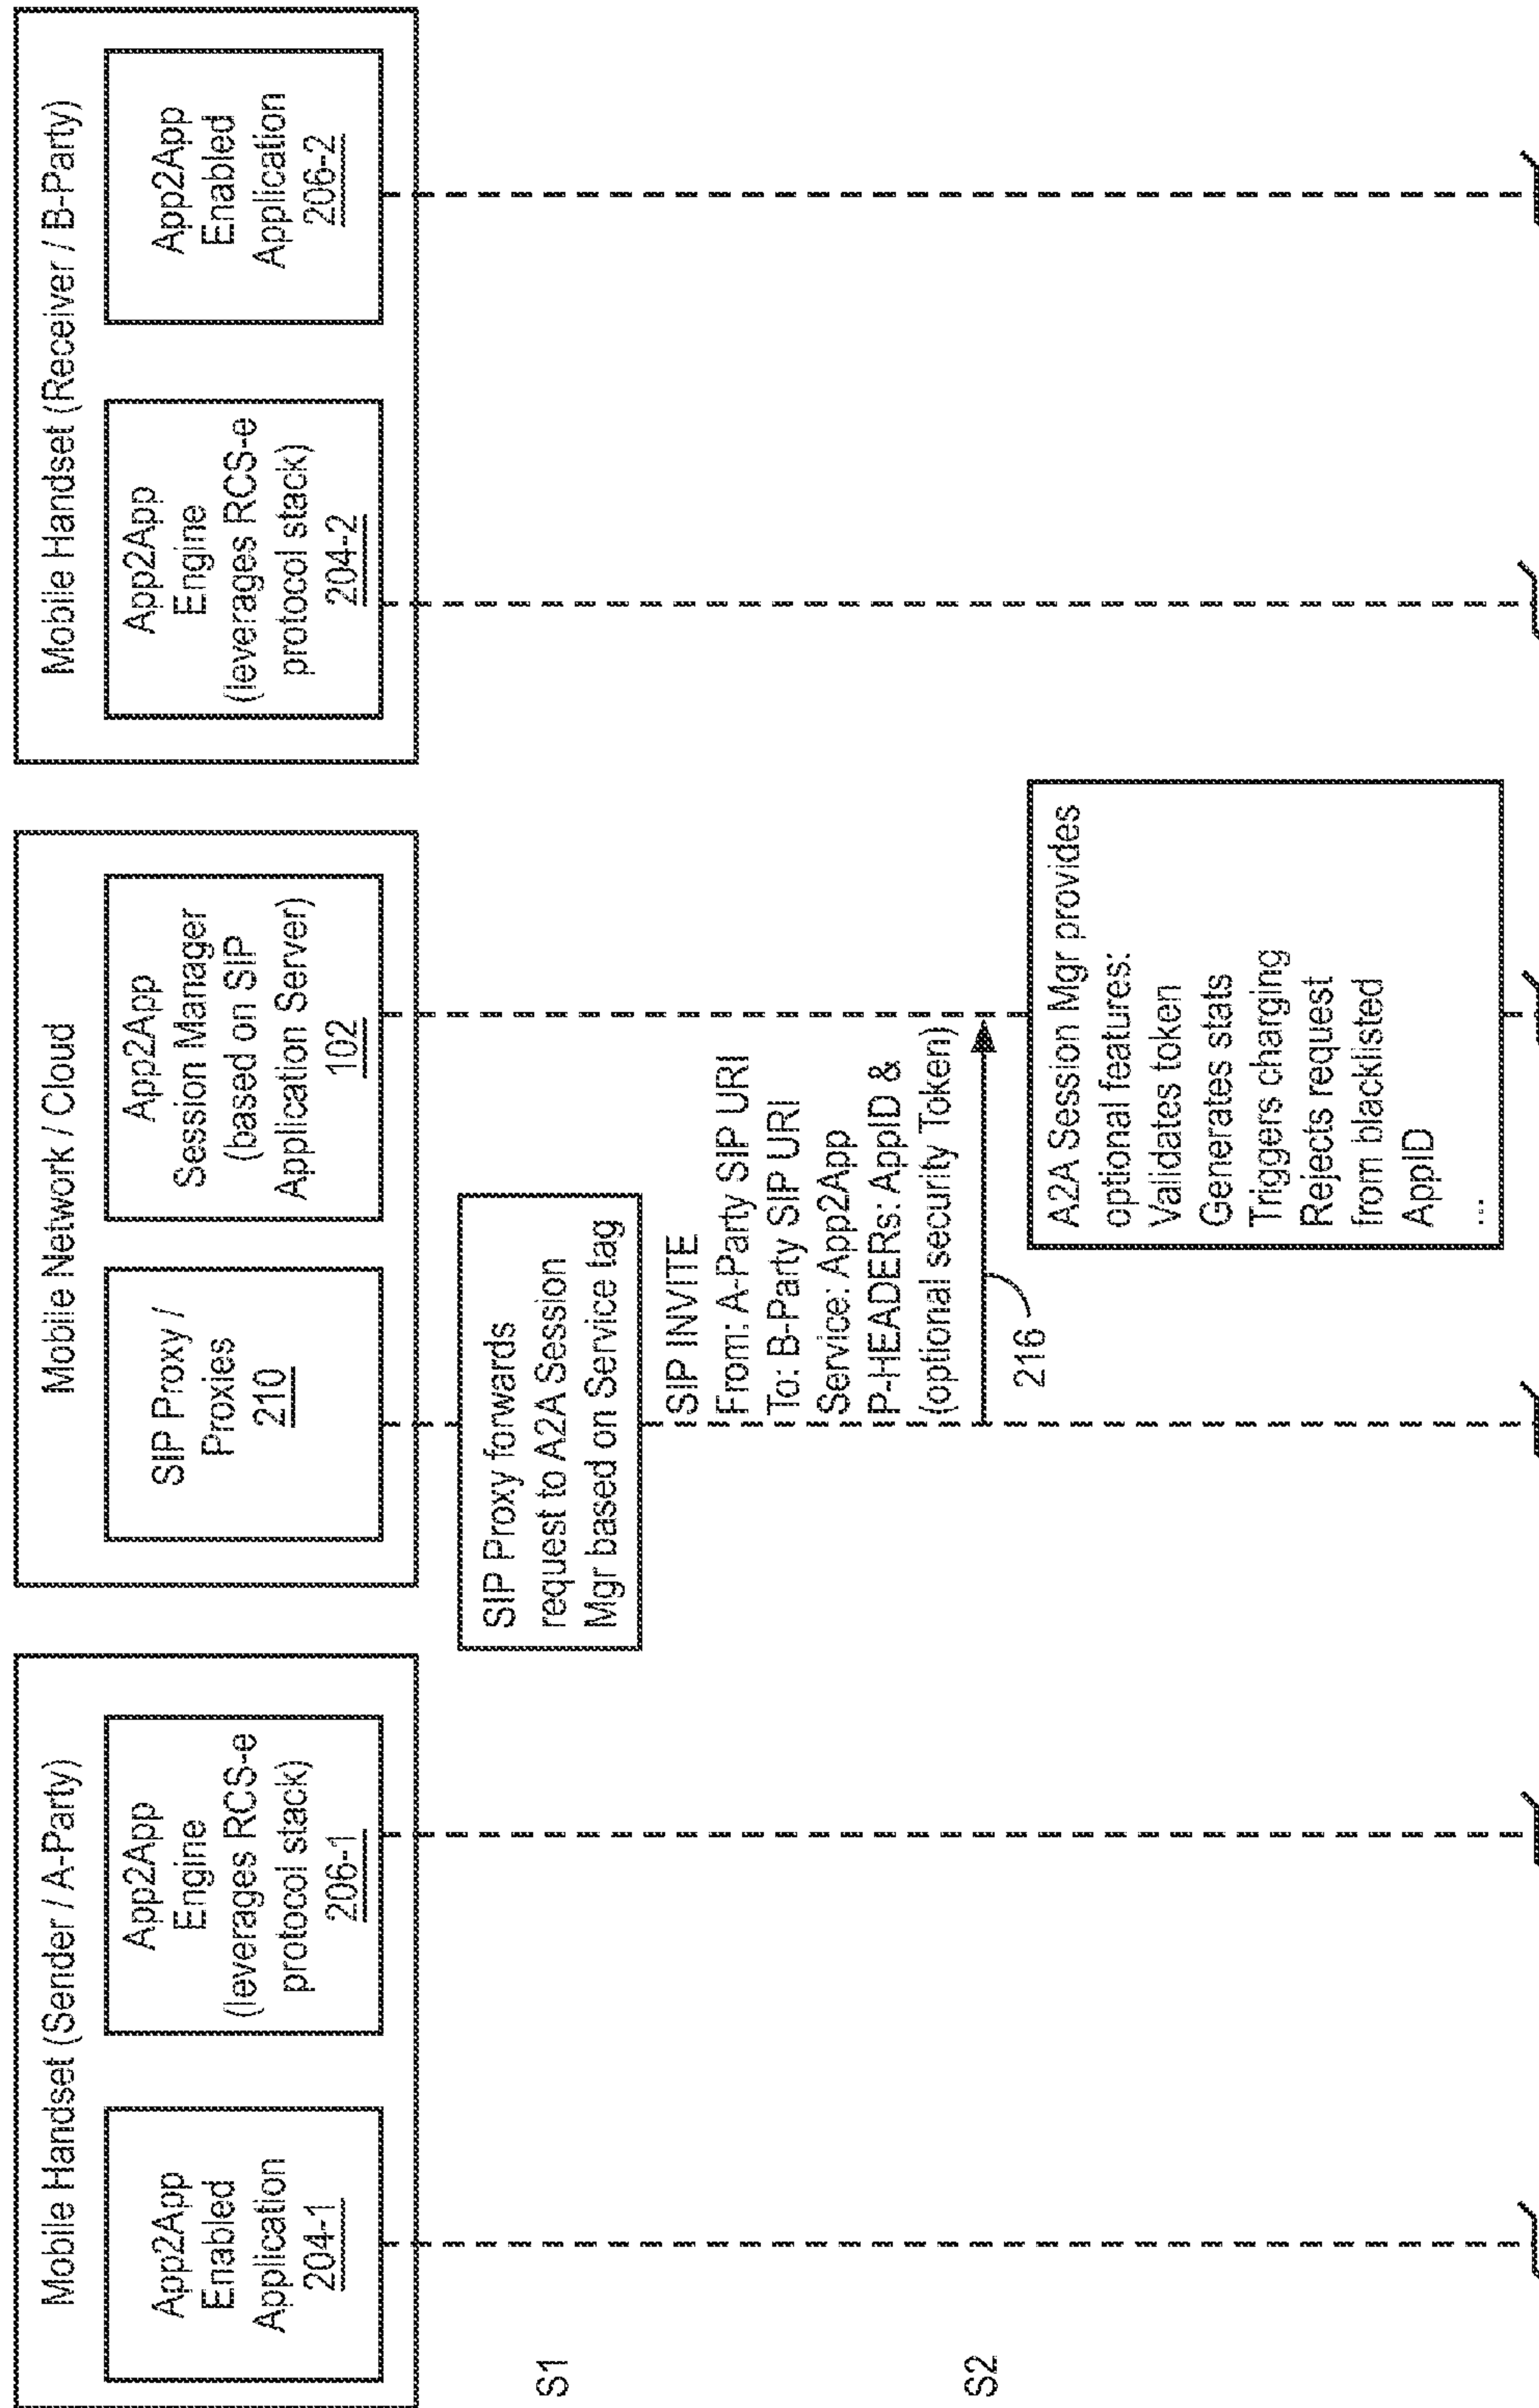 Mobile Handset (Sender / A-Party)
App2App
Enabled
Application
204-1
App2App
Engine
(leverages RCS-e
protocol stack)
206-1
Mobile Network / Cloud
SIP Proxy /
Proxies
210
App2App
Session Manager
(based on SIP
Application Server)
102
Mobile Handset (Receiver / B-Party)
App2App
Engine
(leverages RCS-e
protocol stack)
204-2
App2App
Enabled
Application
206-2
S1
SIP Proxy forwards
request to A2A Session
Mgr based on Service tag
SIP INVITE
From: A-Party SIP URI
To: B-Party SIP URI
Service: App2App
P-HEADERs: AppID &
(optional security Token)
S2
216
A2A Session Mgr provides
optional features:
Validates token
Generates stats
Triggers charging
Rejects request
from blacklisted
AppID
...